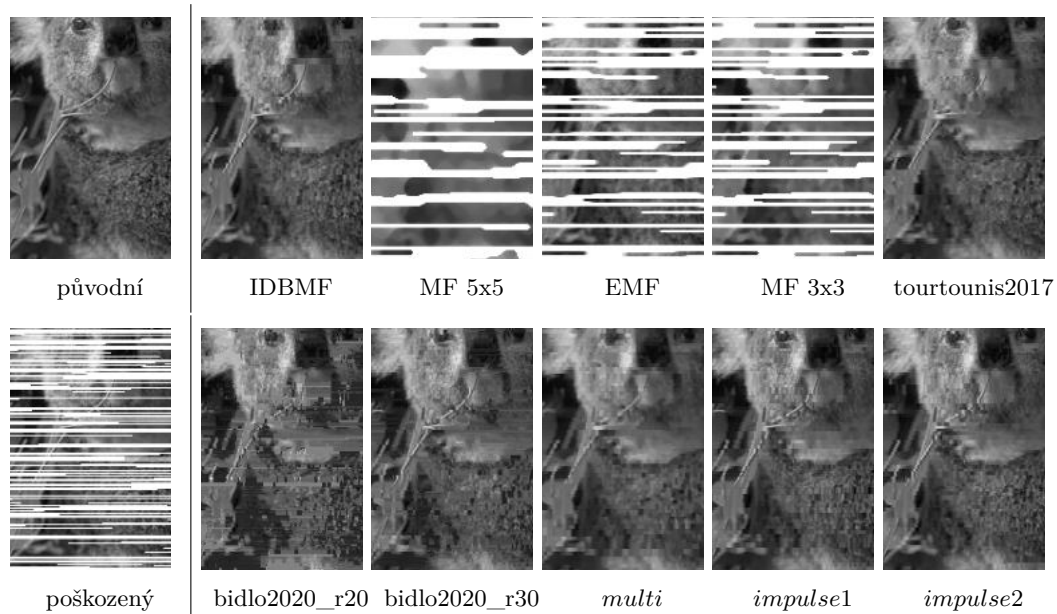 původní IDBMF MF 5x5 EMF MF 3x3 tourtounis2017
poškozený bidlo2020_r20 bidlo2020_r30 multi impulse1 impulse2